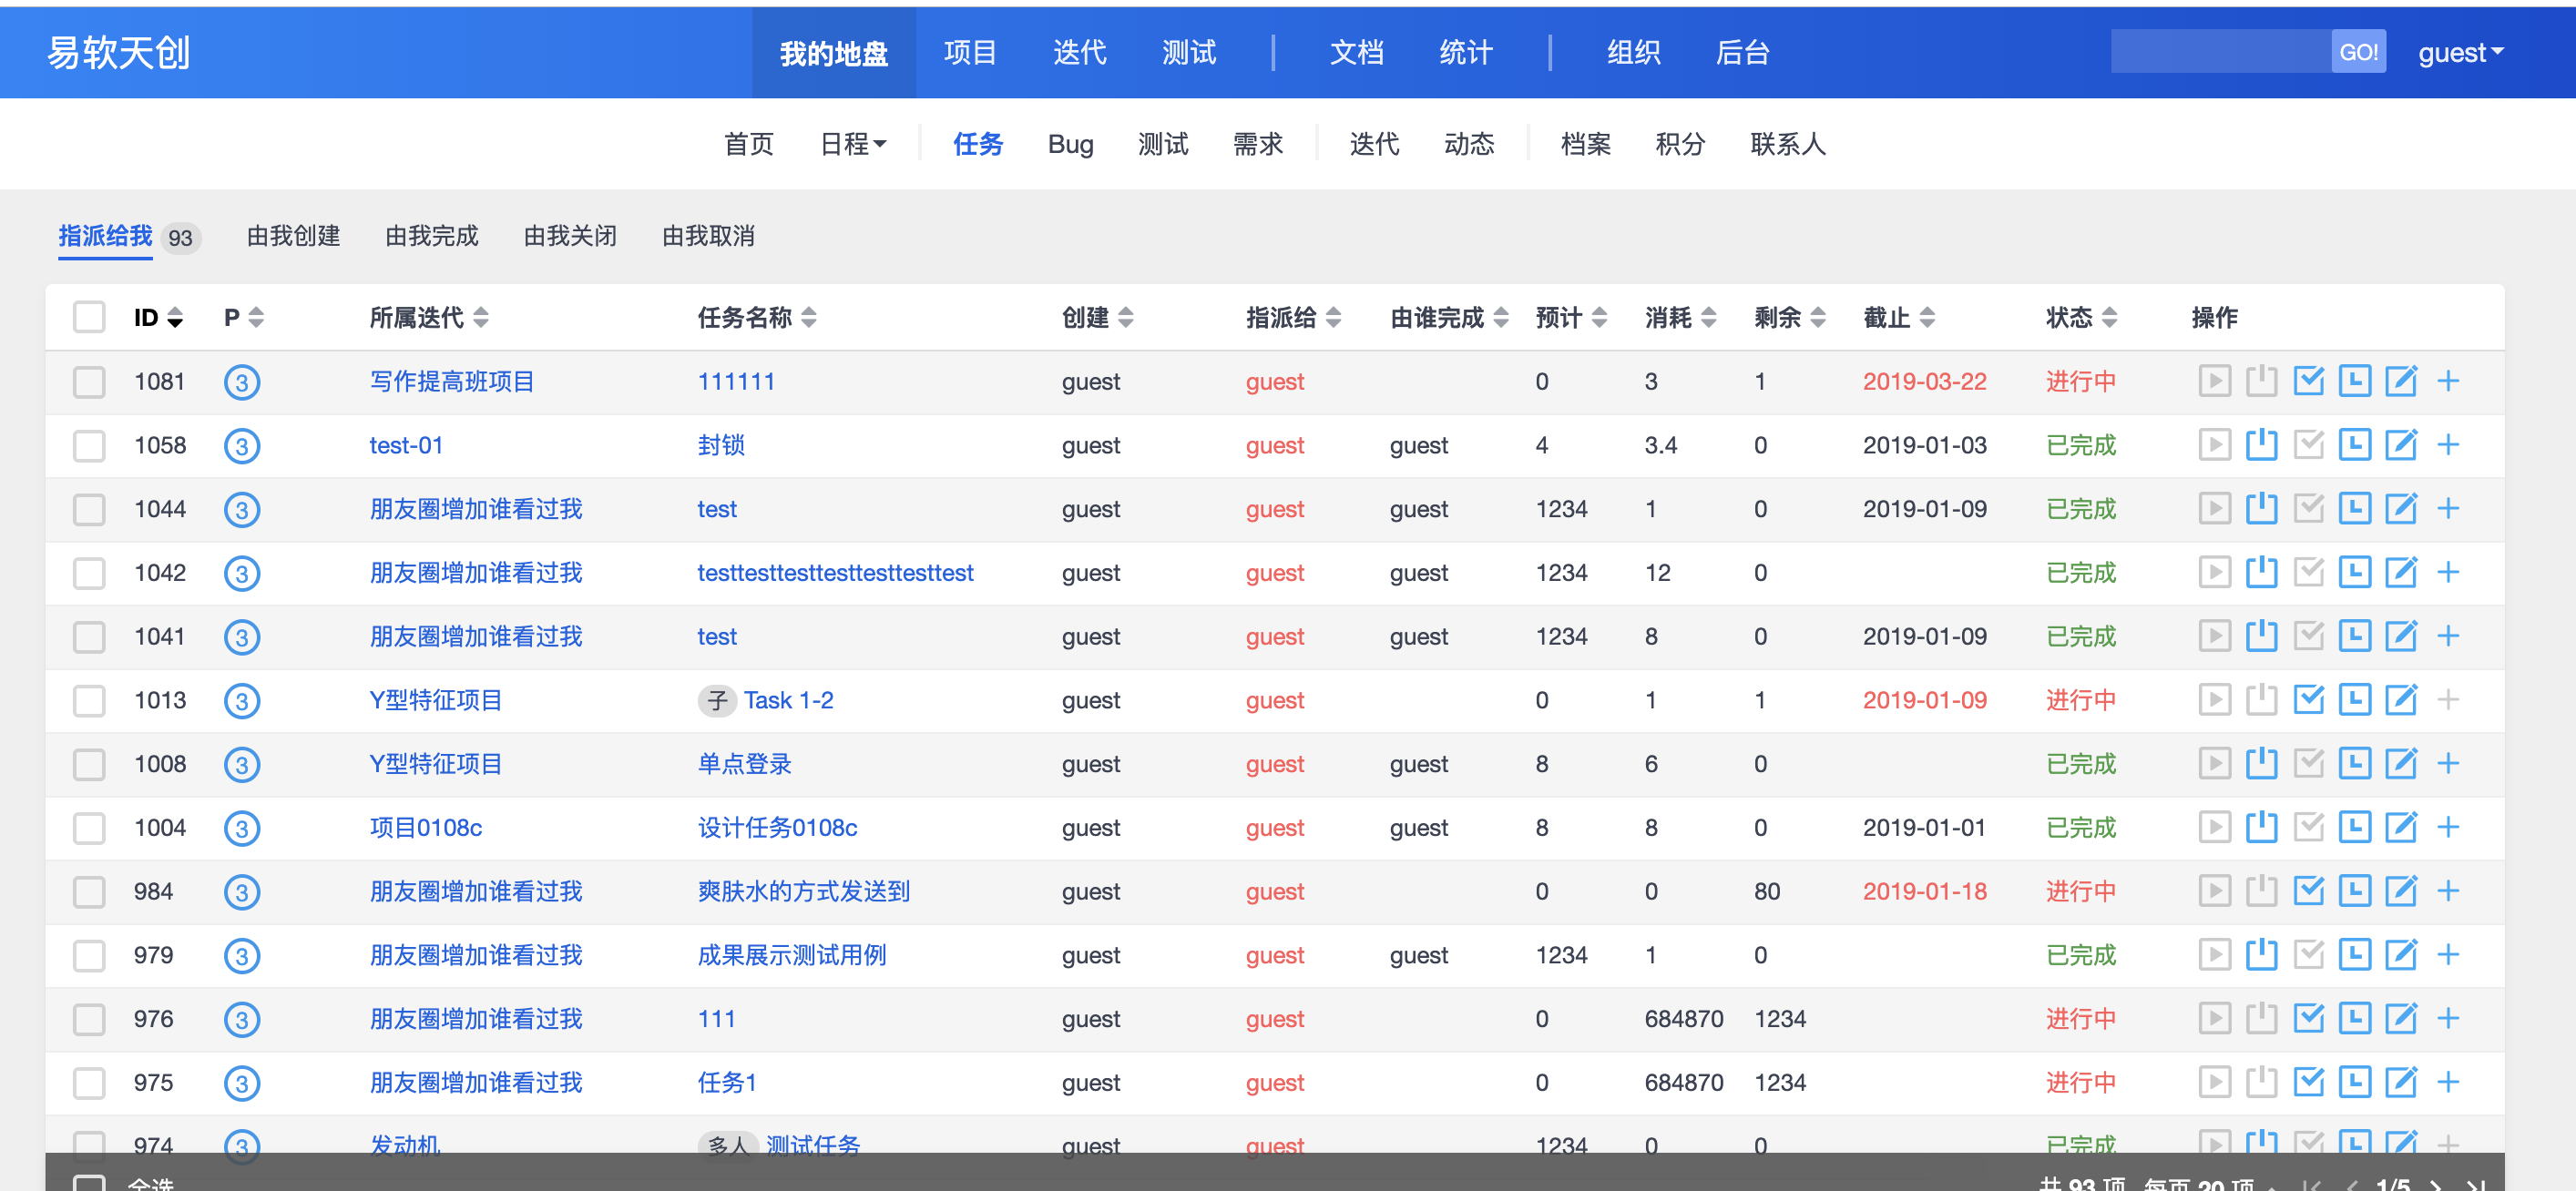 易软天创 我的地盘 项目 迭代 测试 | 文档 统计 | 组织 后台 GO! guest
首页 日程 任务 Bug 测试 需求 迭代 动态 档案 积分 联系人
指派给我 93 由我创建 由我完成 由我关闭 由我取消
ID P 所属迭代 任务名称 创建 指派给 由谁完成 预计 消耗 剩余 截止 状态 操作
1081 3 写作提高班项目 111111 guest guest 0 3 1 2019-03-22 进行中
1058 3 test-01 封锁 guest guest guest 4 3.4 0 2019-01-03 已完成
1044 3 朋友圈增加谁看过我 test guest guest guest 1234 1 0 2019-01-09 已完成
1042 3 朋友圈增加谁看过我 testtesttesttesttesttesttest guest guest guest 1234 12 0 已完成
1041 3 朋友圈增加谁看过我 test guest guest guest 1234 8 0 2019-01-09 已完成
1013 3 Y型特征项目 子 Task 1-2 guest guest 0 1 1 2019-01-09 进行中
1008 3 Y型特征项目 单点登录 guest guest guest 8 6 0 已完成
1004 3 项目0108c 设计任务0108c guest guest guest 8 8 0 2019-01-01 已完成
984 3 朋友圈增加谁看过我 爽肤水的方式发送到 guest guest 0 0 80 2019-01-18 进行中
979 3 朋友圈增加谁看过我 成果展示测试用例 guest guest guest 1234 1 0 已完成
976 3 朋友圈增加谁看过我 111 guest guest 0 684870 1234 进行中
975 3 朋友圈增加谁看过我 任务1 guest guest 0 684870 1234 进行中
974 3 发动机 多人 测试任务 guest guest 1234 0 0 已完成
全选 共 93 项 每页 20 项 1/5